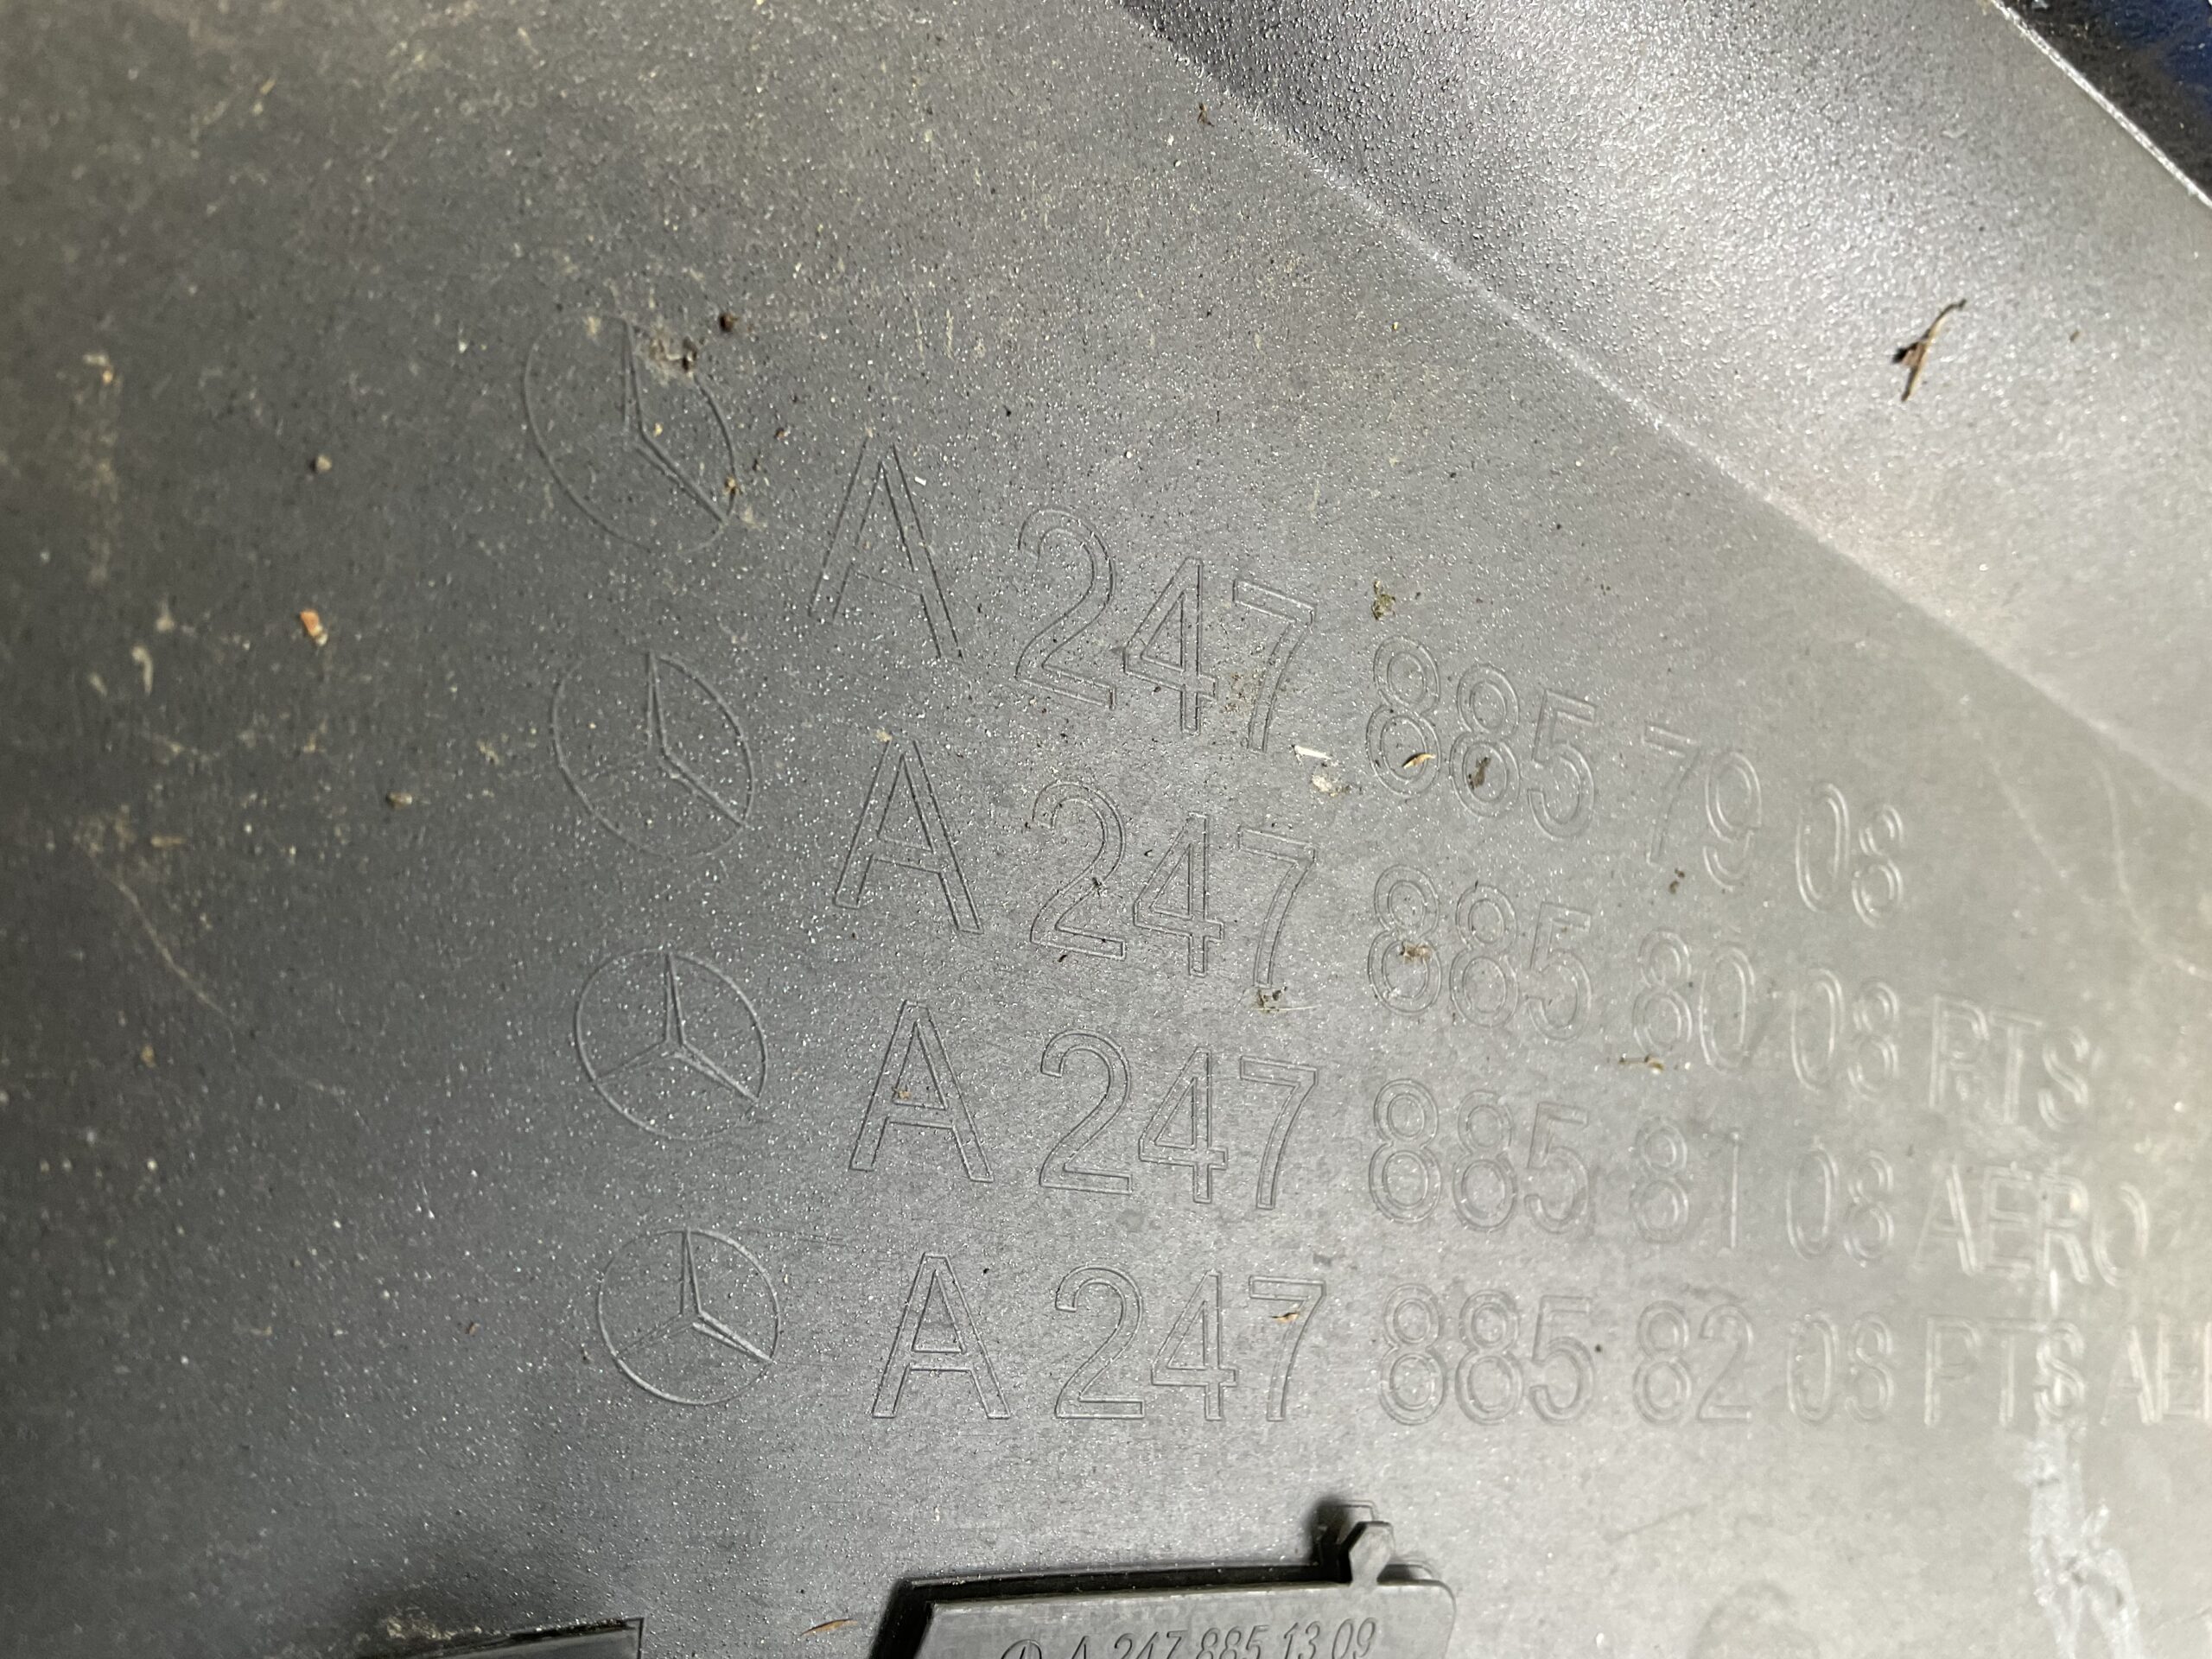 A 247 885 79 08
A 247 885 80 08 PTS
A 247 885 81 08 AERO
A 247 885 82 08 PTS AE
A 247 885 13 09